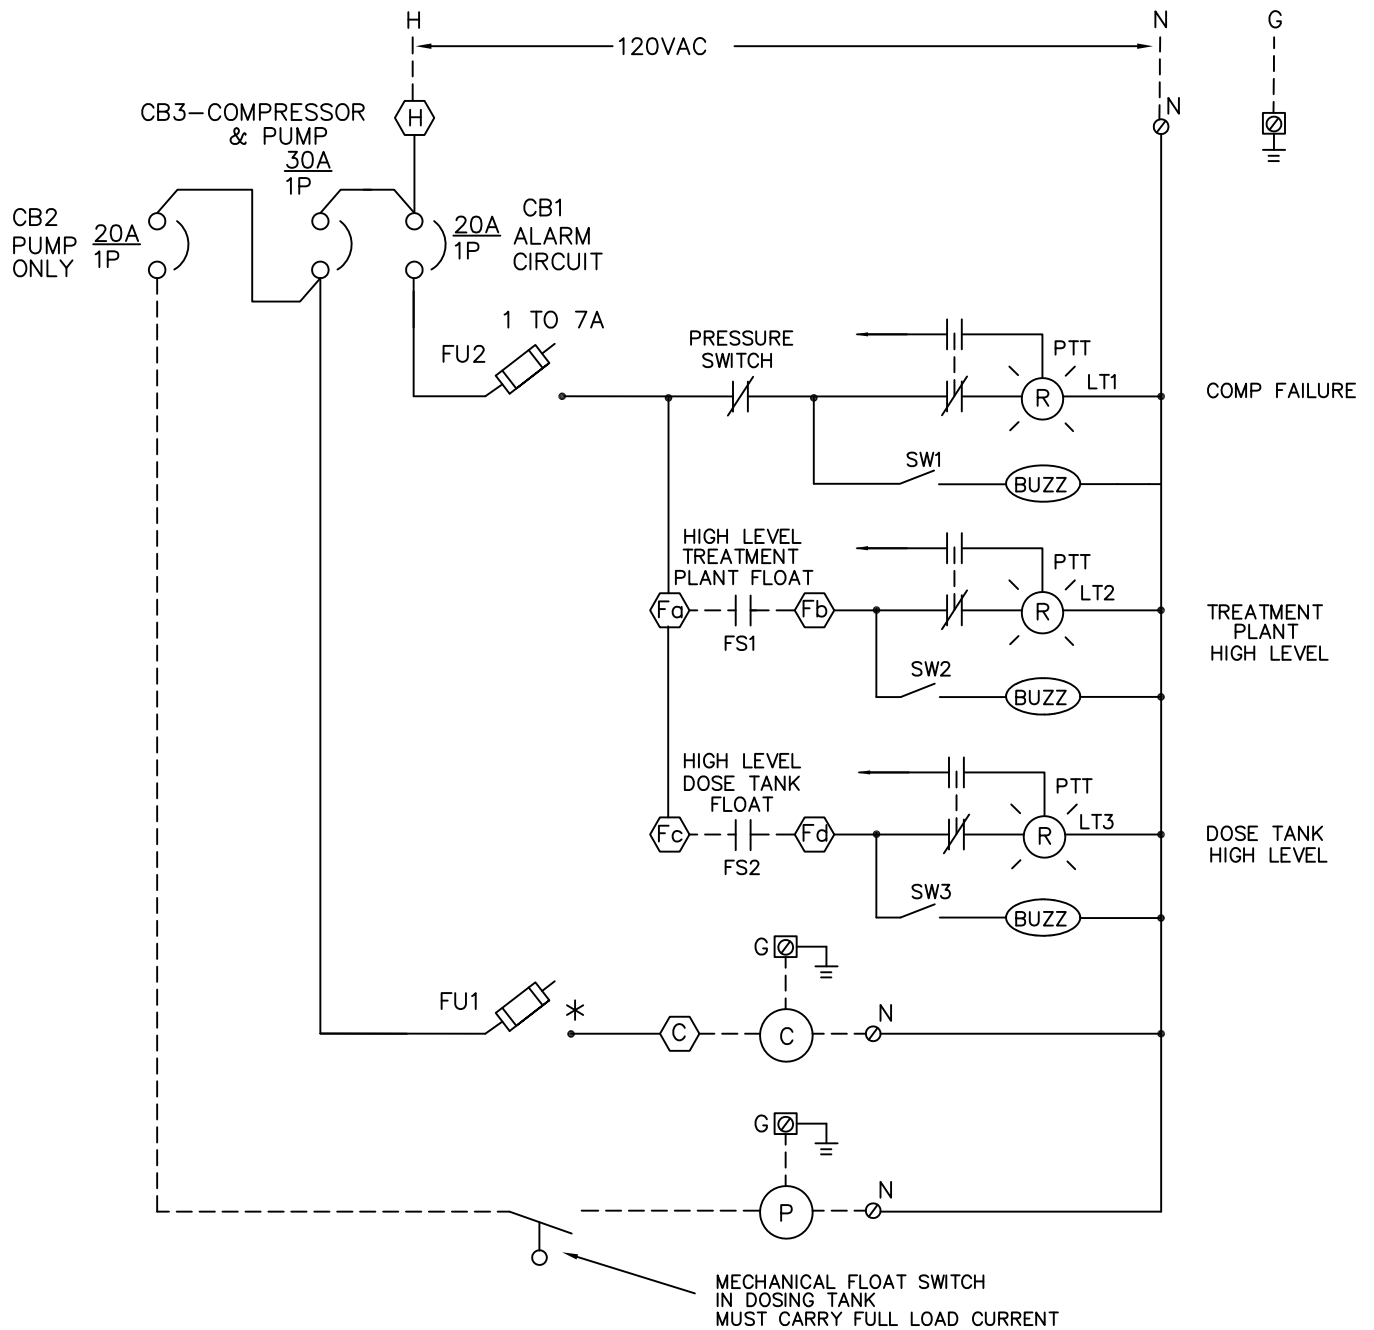 H
N
G
120VAC
H
N
CB3-COMPRESSOR
& PUMP
30A
1P
CB2
PUMP
ONLY
20A
1P
20A
1P
CB1
ALARM
CIRCUIT
1 TO 7A
FU2
PRESSURE
SWITCH
PTT
LT1
R
COMP FAILURE
SW1
BUZZ
HIGH LEVEL
TREATMENT
PLANT FLOAT
PTT
LT2
Fa
Fb
R
FS1
TREATMENT
PLANT
HIGH LEVEL
SW2
BUZZ
HIGH LEVEL
DOSE TANK
FLOAT
PTT
LT3
Fc
Fd
R
FS2
DOSE TANK
HIGH LEVEL
SW3
BUZZ
G
FU1
*
C
C
N
G
P
N
MECHANICAL FLOAT SWITCH
IN DOSING TANK
MUST CARRY FULL LOAD CURRENT